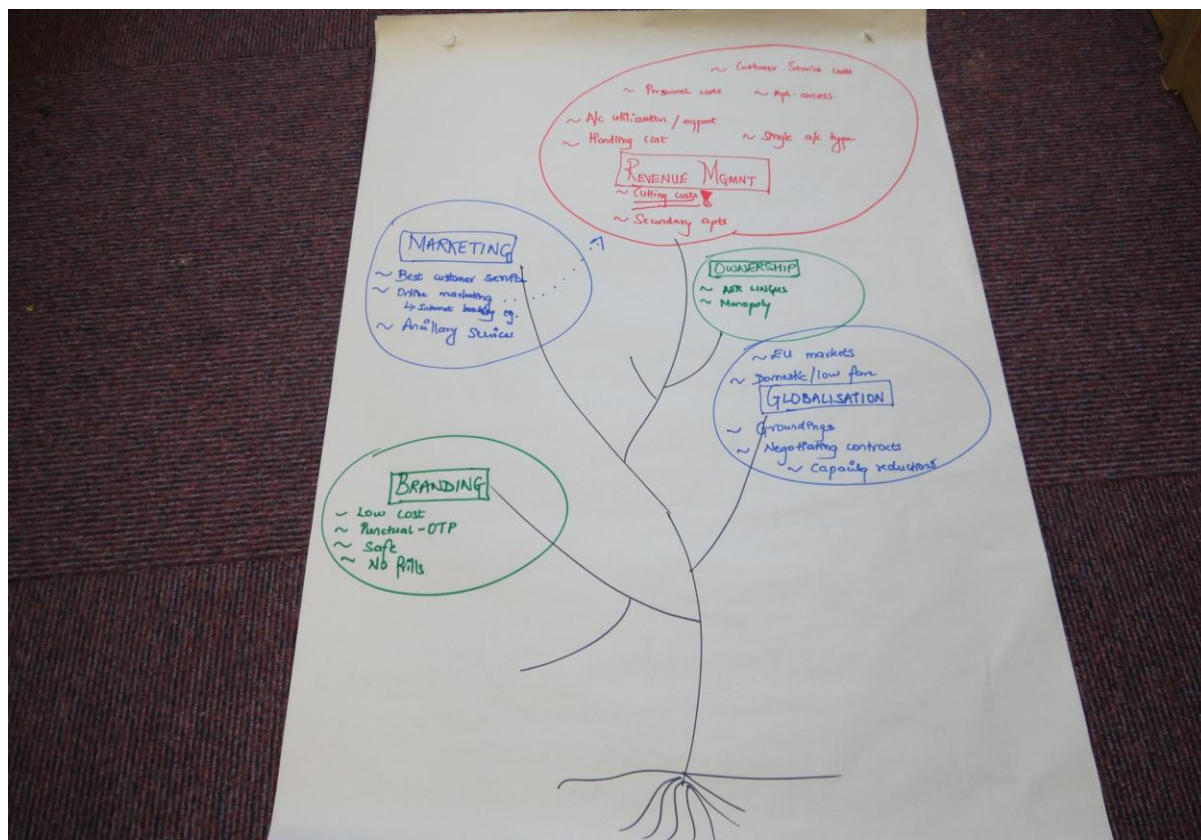 ~ Customer Service costs
~ Personnel costs ~ Apt. access.
~ A/c utilization / eqpmt
~ Handling cost ~ Single a/c type
REVENUE MGMNT
~ Cutting costs
~ Secondary apts
MARKETING
~ Best customer service
~ Online marketing ......
↳ Internet booking eg.
~ Ancillary services
OWNERSHIP
~ AER LINGUS
~ Monopoly
~ EU markets
~ Domestic/low fare
GLOBALISATION
~ Groundings
~ Negotiating contracts
~ Capacity reductions
BRANDING
~ Low cost
~ Punctual - OTP
~ Safe
~ No frills